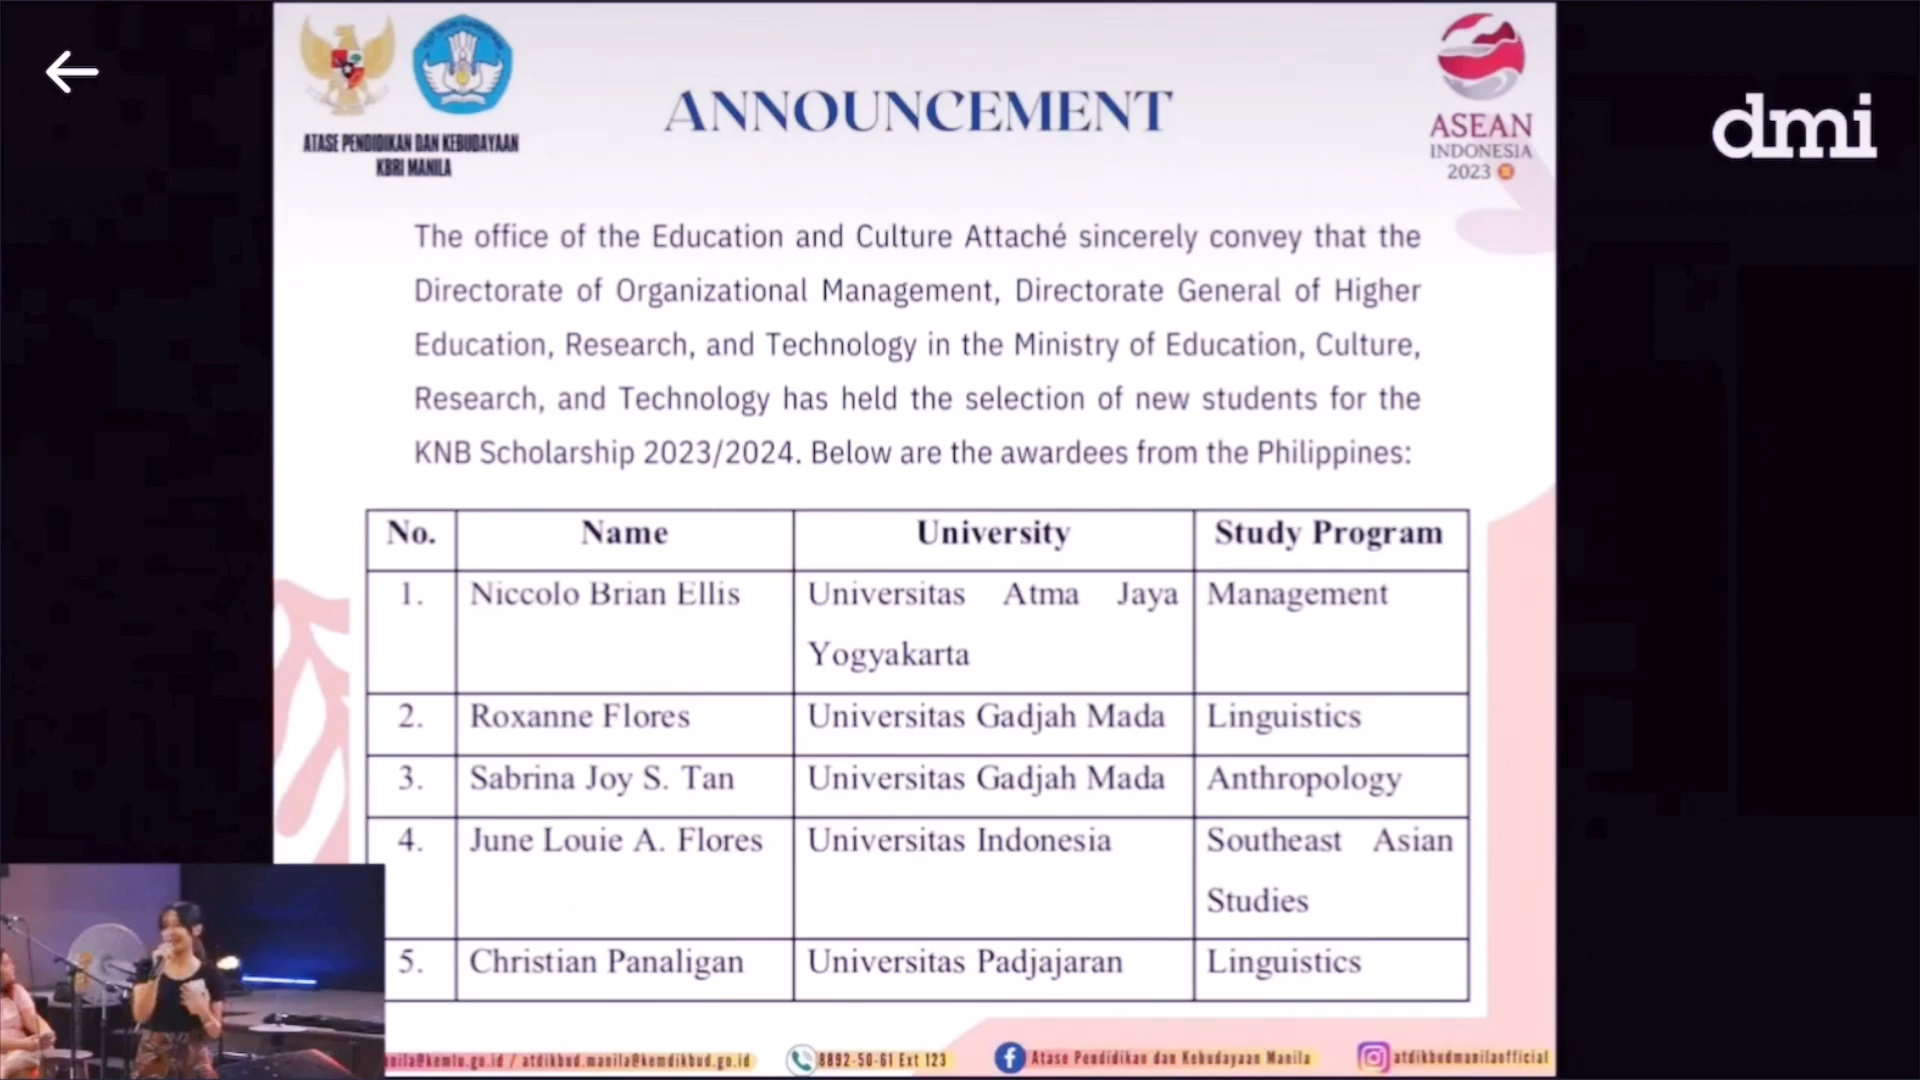 ATASE PENDIDIKAN DAN KEBUDAYAAN
KBRI MANILA
ANNOUNCEMENT
ASEAN
INDONESIA
2023
dmi
The office of the Education and Culture Attaché sincerely convey that the
Directorate of Organizational Management, Directorate General of Higher
Education, Research, and Technology in the Ministry of Education, Culture,
Research, and Technology has held the selection of new students for the
KNB Scholarship 2023/2024. Below are the awardees from the Philippines:
No. Name University Study Program
1. Niccolo Brian Ellis Universitas Atma Jaya Management
Yogyakarta
2. Roxanne Flores Universitas Gadjah Mada Linguistics
3. Sabrina Joy S. Tan Universitas Gadjah Mada Anthropology
4. June Louie A. Flores Universitas Indonesia Southeast Asian
Studies
5. Christian Panaligan Universitas Padjajaran Linguistics
@kemlu.go.id / atdikbud.manila@kemdikbud.go.id 8892-50-61 Ext 123 Atase Pendidikan dan Kebudayaan Manila atdikbudmanilaofficial